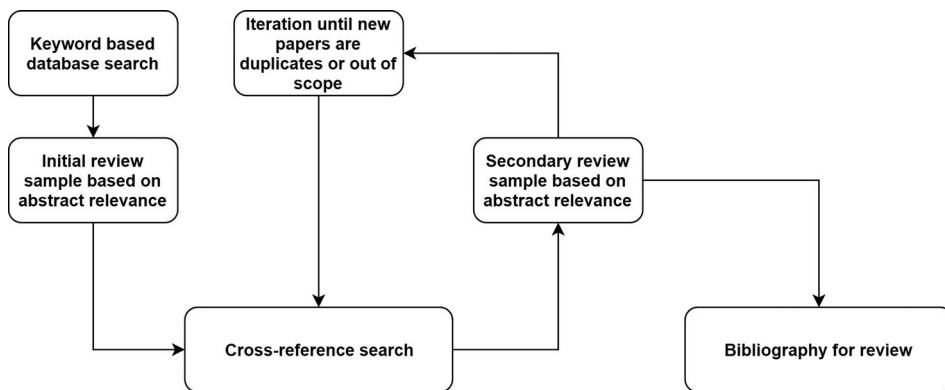 Keyword based
database search
Iteration until new
papers are
duplicates or out of
scope
Initial review
sample based on
abstract relevance
Secondary review
sample based on
abstract relevance
Cross-reference search
Bibliography for review